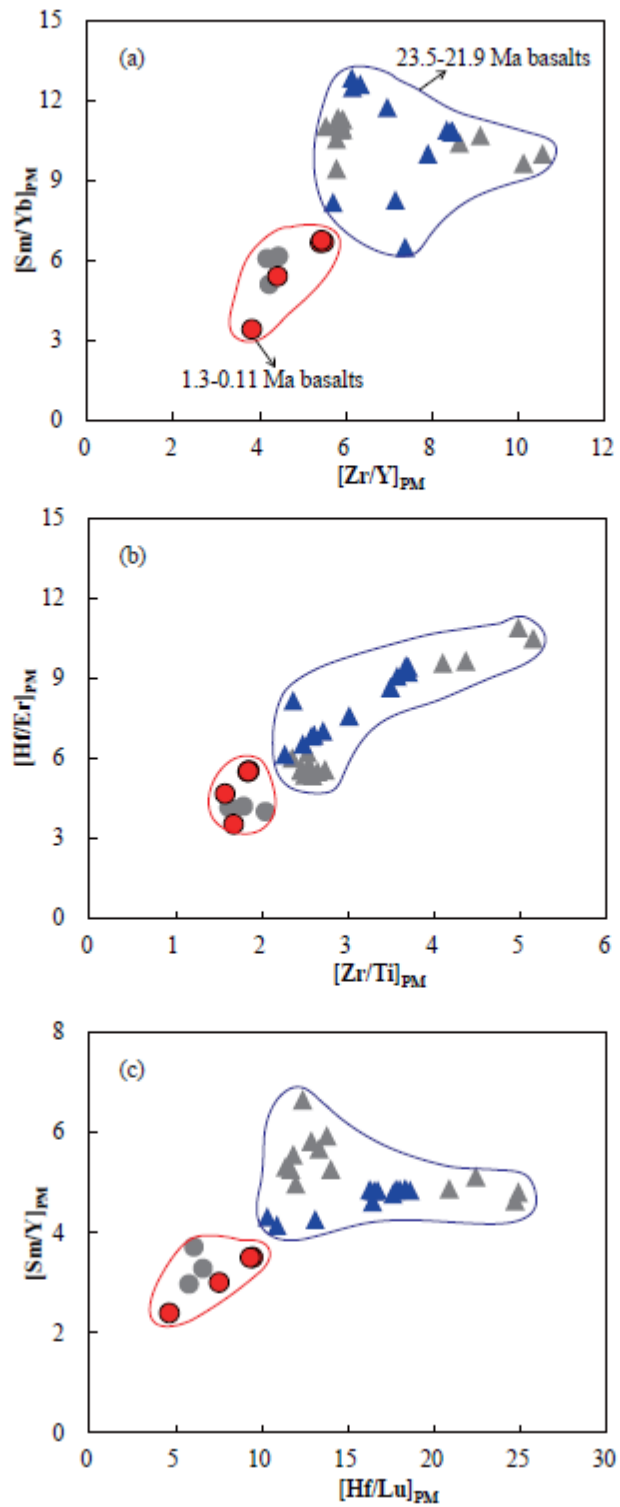 (a)
23.5-21.9 Ma basalts
1.3-0.11 Ma basalts
[Sm/Yb]PM
15
12
9
6
3
0
0 2 4 6 8 10 12
[Zr/Y]PM
(b)
[Hf/Er]PM
15
12
9
6
3
0
0 1 2 3 4 5 6
[Zr/Ti]PM
(c)
[Sm/Y]PM
8
6
4
2
0
0 5 10 15 20 25 30
[Hf/Lu]PM